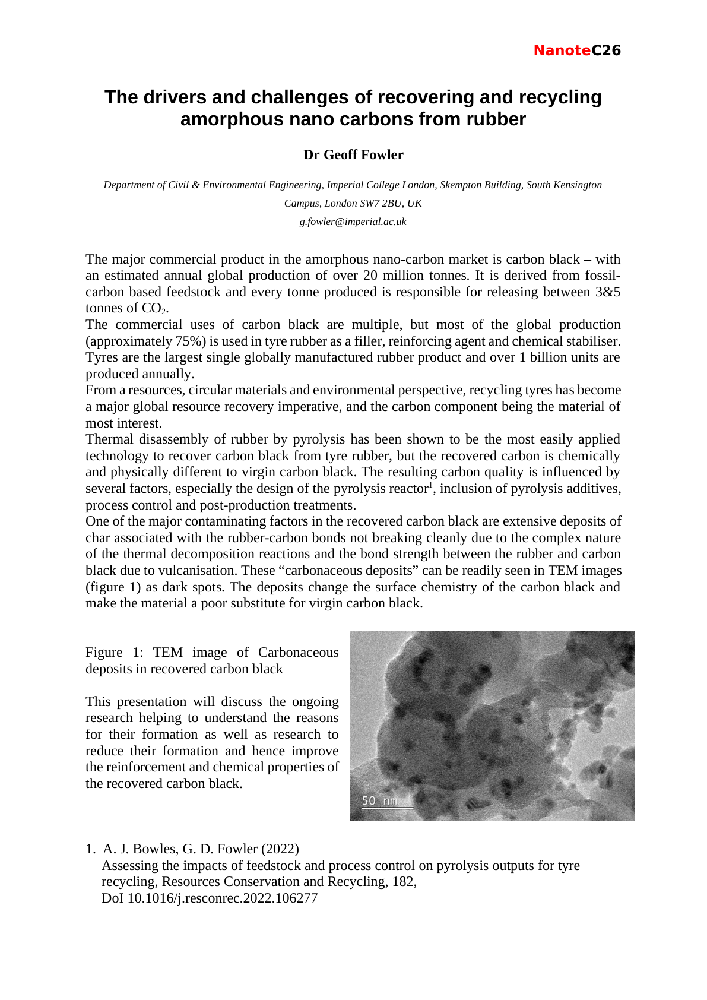 NanoteC26
The drivers and challenges of recovering and recycling
amorphous nano carbons from rubber
Dr Geoff Fowler
Department of Civil & Environmental Engineering, Imperial College London, Skempton Building, South Kensington
Campus, London SW7 2BU, UK
g.fowler@imperial.ac.uk
The major commercial product in the amorphous nano-carbon market is carbon black – with
an estimated annual global production of over 20 million tonnes. It is derived from fossil-
carbon based feedstock and every tonne produced is responsible for releasing between 3&5
tonnes of CO₂.
The commercial uses of carbon black are multiple, but most of the global production
(approximately 75%) is used in tyre rubber as a filler, reinforcing agent and chemical stabiliser.
Tyres are the largest single globally manufactured rubber product and over 1 billion units are
produced annually.
From a resources, circular materials and environmental perspective, recycling tyres has become
a major global resource recovery imperative, and the carbon component being the material of
most interest.
Thermal disassembly of rubber by pyrolysis has been shown to be the most easily applied
technology to recover carbon black from tyre rubber, but the recovered carbon is chemically
and physically different to virgin carbon black. The resulting carbon quality is influenced by
several factors, especially the design of the pyrolysis reactor¹, inclusion of pyrolysis additives,
process control and post-production treatments.
One of the major contaminating factors in the recovered carbon black are extensive deposits of
char associated with the rubber-carbon bonds not breaking cleanly due to the complex nature
of the thermal decomposition reactions and the bond strength between the rubber and carbon
black due to vulcanisation. These “carbonaceous deposits” can be readily seen in TEM images
(figure 1) as dark spots. The deposits change the surface chemistry of the carbon black and
make the material a poor substitute for virgin carbon black.
Figure 1: TEM image of Carbonaceous
deposits in recovered carbon black
This presentation will discuss the ongoing
research helping to understand the reasons
for their formation as well as research to
reduce their formation and hence improve
the reinforcement and chemical properties of
the recovered carbon black.
50 nm
1. A. J. Bowles, G. D. Fowler (2022)
Assessing the impacts of feedstock and process control on pyrolysis outputs for tyre
recycling, Resources Conservation and Recycling, 182,
DoI 10.1016/j.resconrec.2022.106277